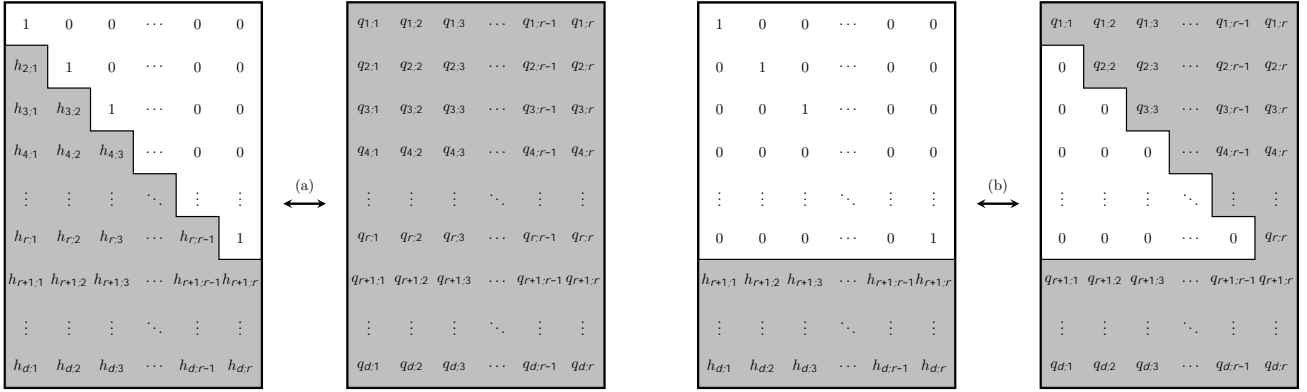 1 0 0 ⋯ 0 0 q1;1 q1;2 q1;3 ⋯ q1;r−1 q1;r 1 0 0 ⋯ 0 0 q1;1 q1;2 q1;3 ⋯ q1;r−1 q1;r
h2;1 1 0 ⋯ 0 0 q2;1 q2;2 q2;3 ⋯ q2;r−1 q2;r 0 1 0 ⋯ 0 0 0 q2;2 q2;3 ⋯ q2;r−1 q2;r
h3;1 h3;2 1 ⋯ 0 0 q3;1 q3;2 q3;3 ⋯ q3;r−1 q3;r 0 0 1 ⋯ 0 0 0 0 q3;3 ⋯ q3;r−1 q3;r
h4;1 h4;2 h4;3 ⋯ 0 0 q4;1 q4;2 q4;3 ⋯ q4;r−1 q4;r 0 0 0 ⋯ 0 0 0 0 0 ⋯ q4;r−1 q4;r
⋮ ⋮ ⋮ ⋱ ⋮ ⋮ (a) ⋮ ⋮ ⋮ ⋱ ⋮ ⋮ ⋮ ⋮ ⋮ ⋱ ⋮ ⋮ (b) ⋮ ⋮ ⋮ ⋱ ⋮ ⋮
hr;1 hr;2 hr;3 ⋯ hr;r−1 1 qr;1 qr;2 qr;3 ⋯ qr;r−1 qr;r 0 0 0 ⋯ 0 1 0 0 0 ⋯ 0 qr;r
hr+1;1 hr+1;2 hr+1;3 ⋯ hr+1;r−1 hr+1;r qr+1;1 qr+1;2 qr+1;3 ⋯ qr+1;r−1 qr+1;r hr+1;1 hr+1;2 hr+1;3 ⋯ hr+1;r−1 hr+1;r qr+1;1 qr+1;2 qr+1;3 ⋯ qr+1;r−1 qr+1;r
⋮ ⋮ ⋮ ⋱ ⋮ ⋮ ⋮ ⋮ ⋮ ⋱ ⋮ ⋮ ⋮ ⋮ ⋮ ⋱ ⋮ ⋮ ⋮ ⋮ ⋮ ⋱ ⋮ ⋮
hd;1 hd;2 hd;3 ⋯ hd;r−1 hd;r qd;1 qd;2 qd;3 ⋯ qd;r−1 qd;r hd;1 hd;2 hd;3 ⋯ hd;r−1 hd;r qd;1 qd;2 qd;3 ⋯ qd;r−1 qd;r